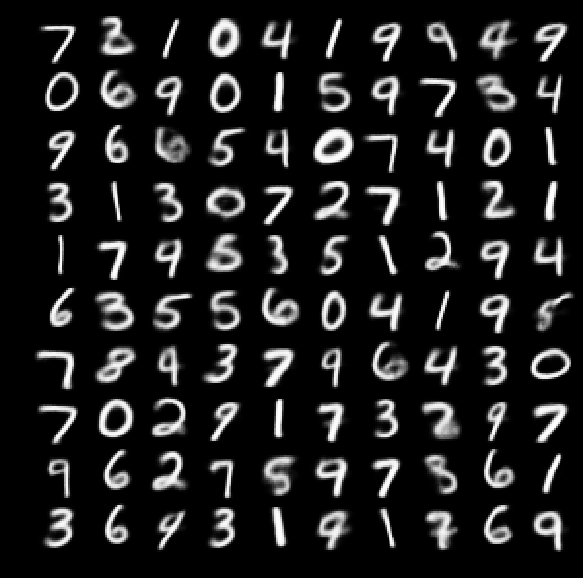 7 1 0 4 1 9 9 9
0 6 9 0 1 5 9 7 3 4
9 6 6 5 4 0 7 4 0 1
3 1 3 0 7 2 7 1 2 1
1 7 9 5 3 5 1 2 9 4
6 3 5 5 6 0 4 1 9 5
7 8 9 3 7 9 6 4 3 0
7 0 2 9 1 7 3 2 9 7
9 6 2 7 5 9 7 3 6 1
3 6 9 3 1 9 1 7 6 9